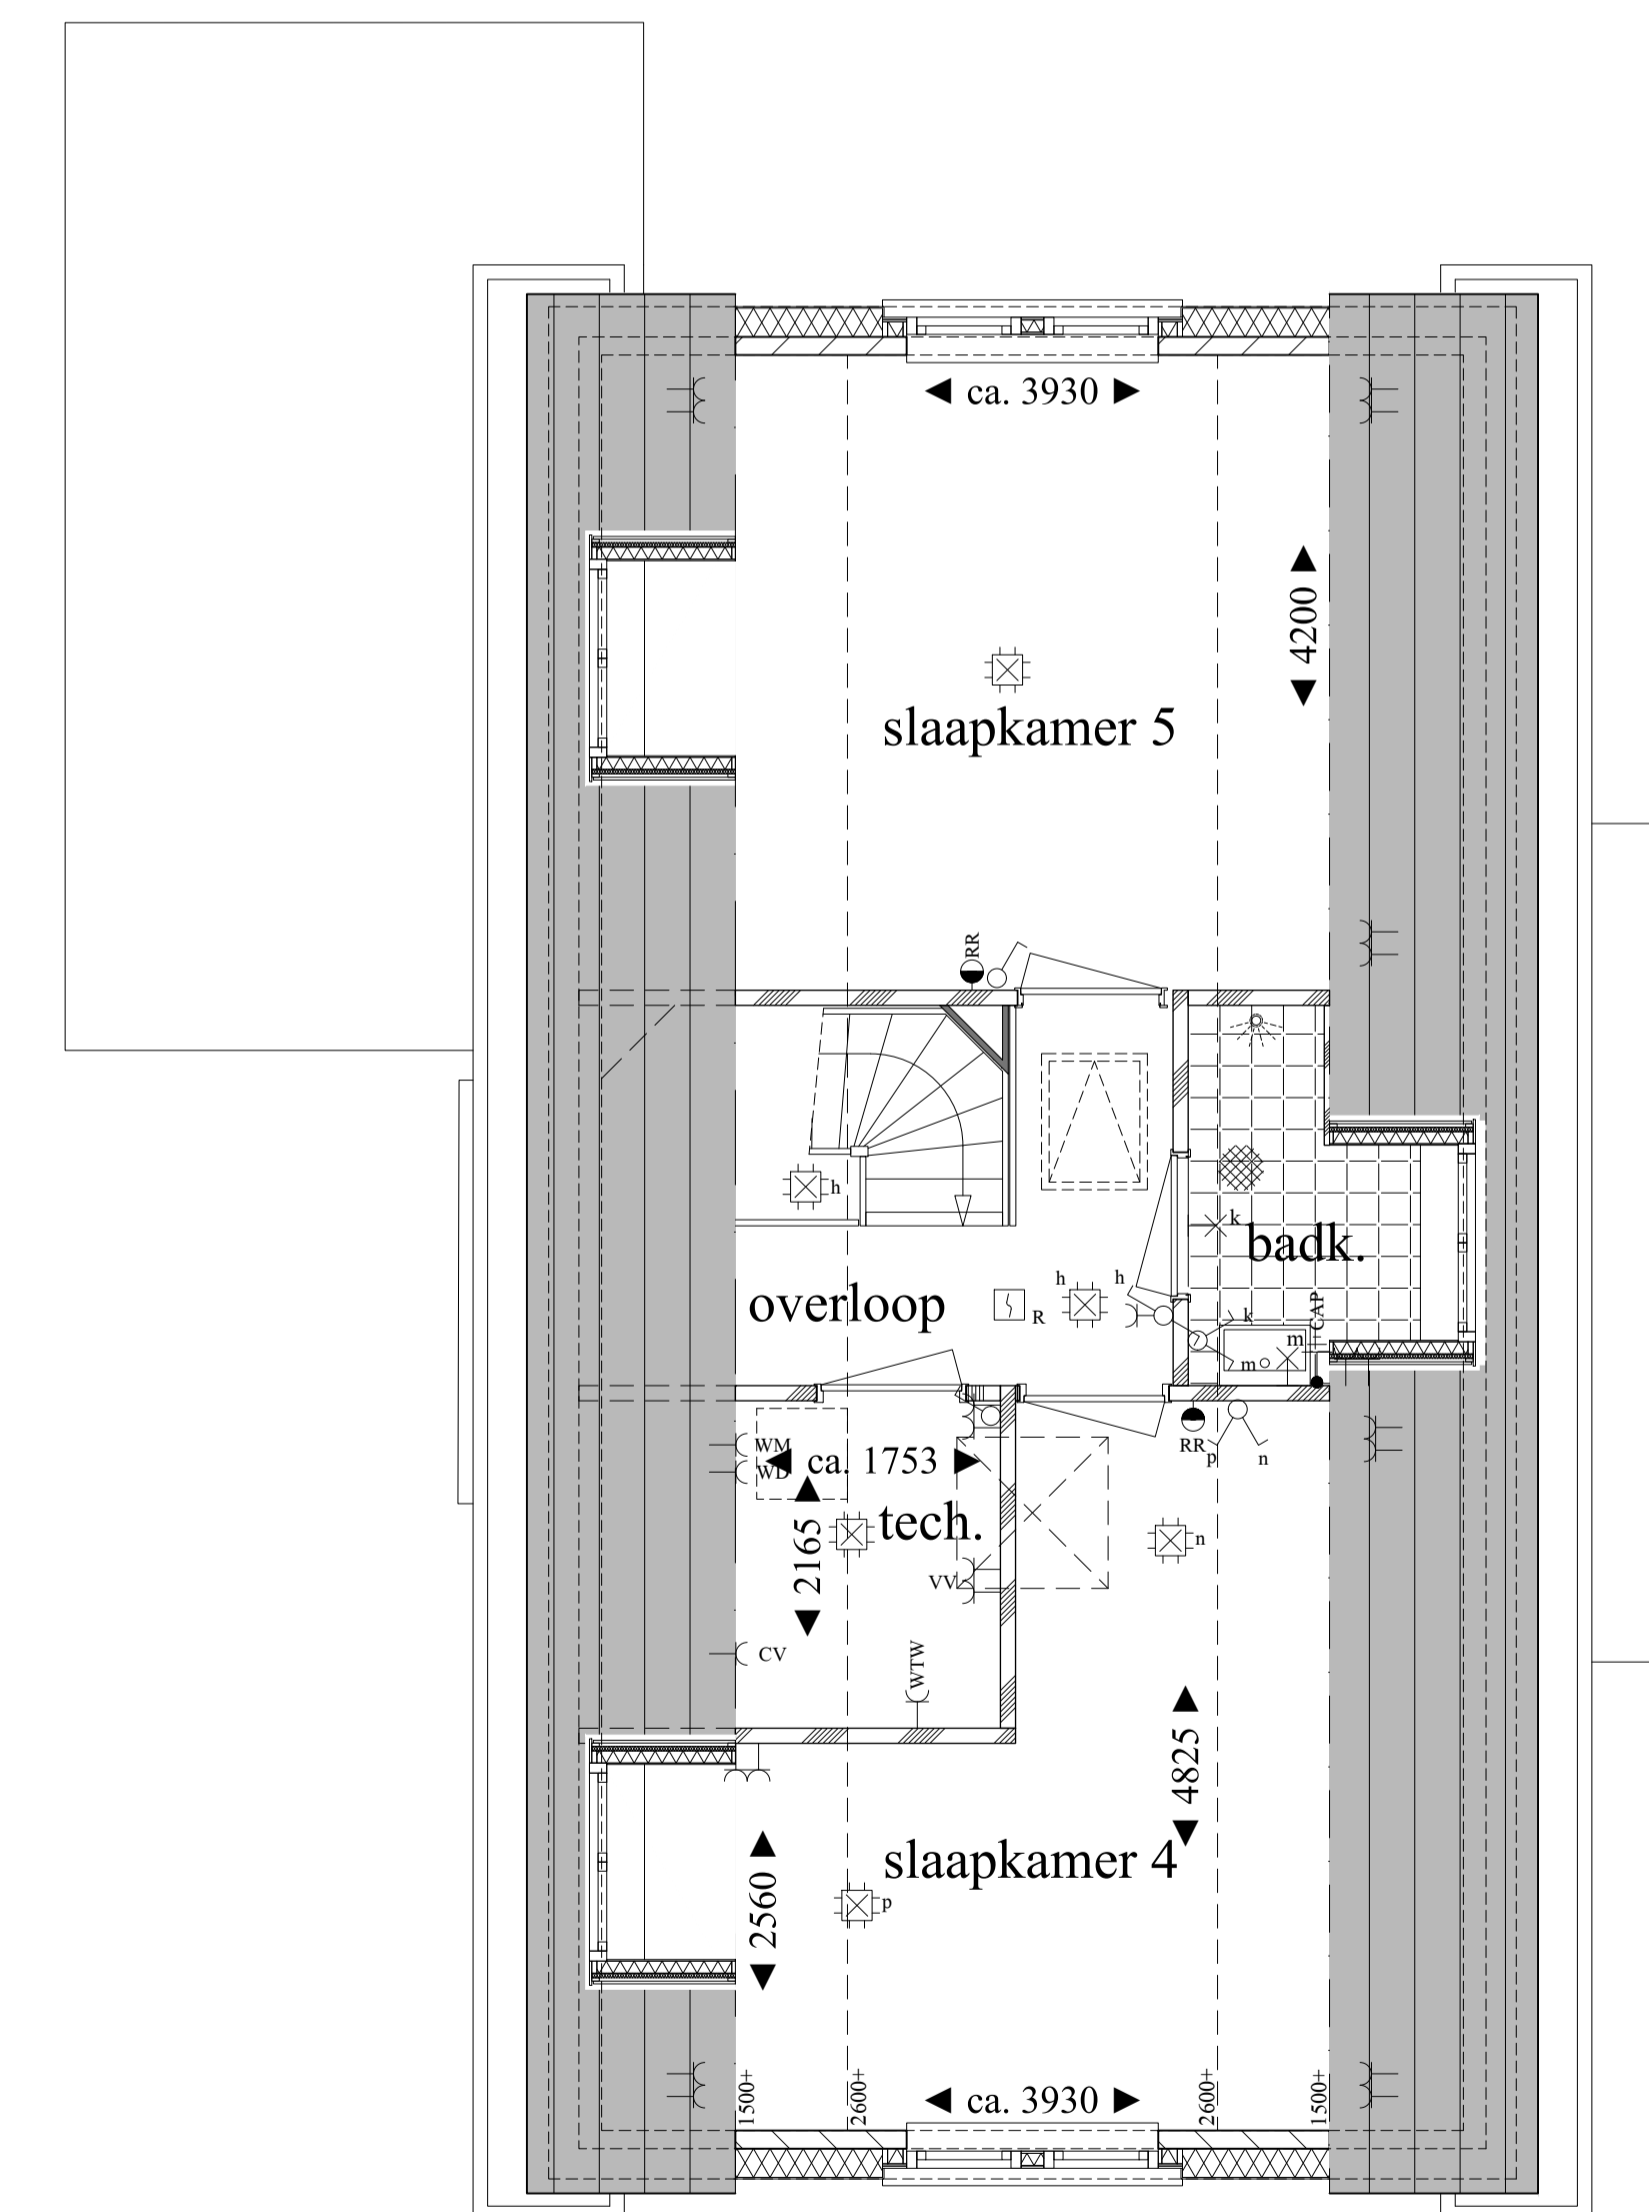 ◄ ca. 3930 ►
◄ 4200 ►
slaapkamer 5
RR
h
k
badk.
h
h
overloop
R
CAP
k
m
m
WM
◄ ca. 1753 ►
WD
RR
p
n
tech.
◄ 2165 ►
n
VV
CV
WTW
◄ 4825 ►
slaapkamer 4
◄ 2560 ►
p
1500+
2600+
◄ ca. 3930 ►
2600+
1500+